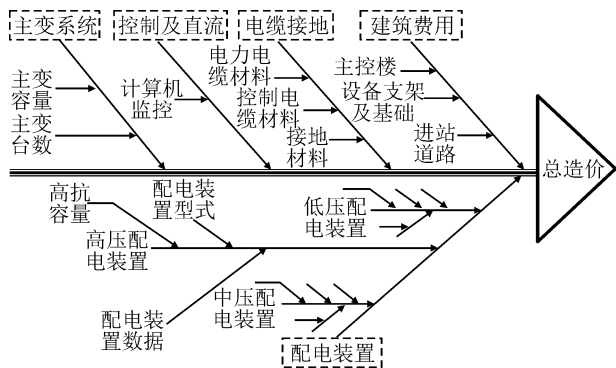 主变系统
控制及直流
电缆接地
建筑费用
主变
容量
主变
台数
计算机
监控
电力电
缆材料
控制电
缆材料
接地
材料
主控楼
设备支架
及基础
进站
道路
总造价
高抗
容量
配电装
置型式
高压配
电装置
配电装
置数据
低压配
电装置
中压配
电装置
配电装置